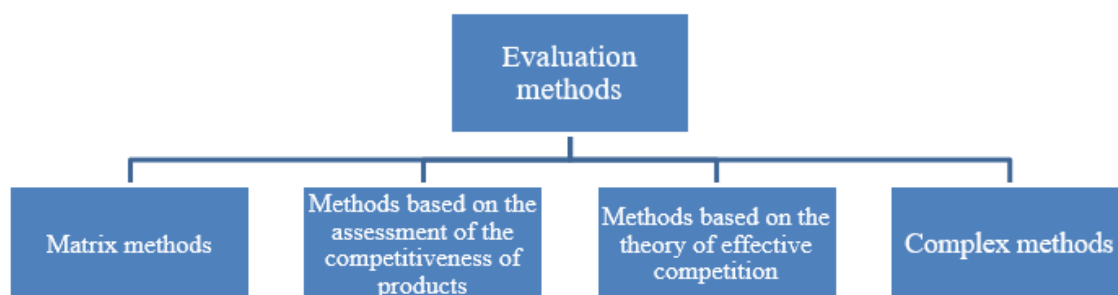 Evaluation
methods
Matrix methods
Methods based on the
assessment of the
competitiveness of
products
Methods based on the
theory of effective
competition
Complex methods